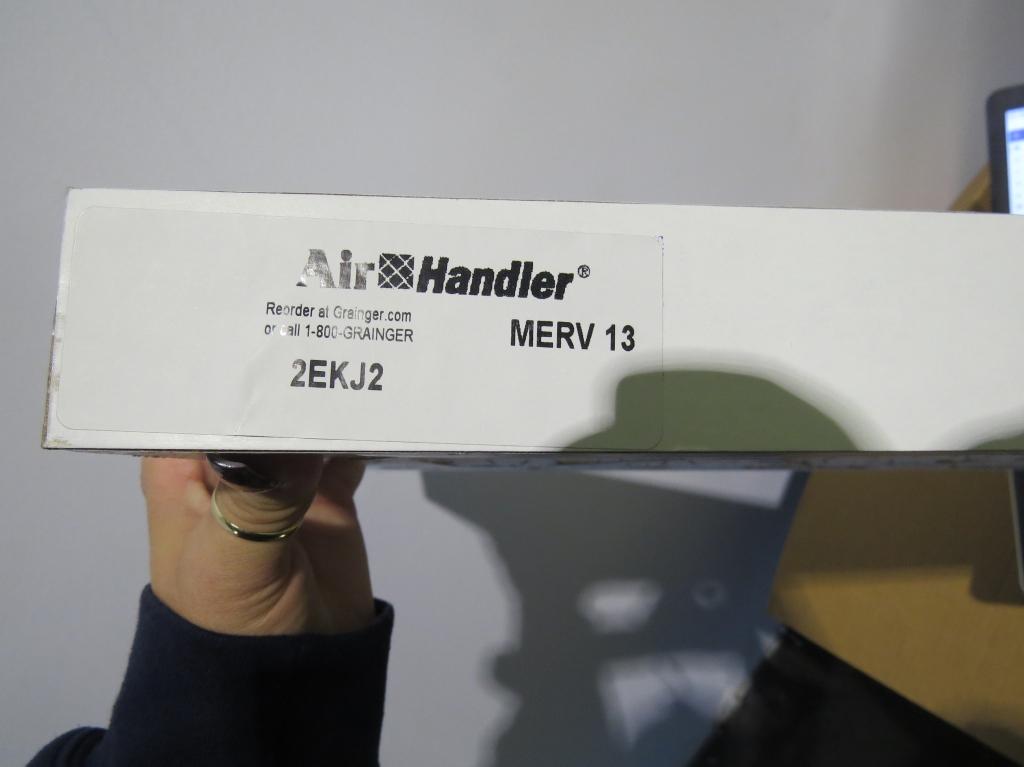 Air Handler®
Reorder at Grainger.com
or call 1-800-GRAINGER
MERV 13
2EKJ2